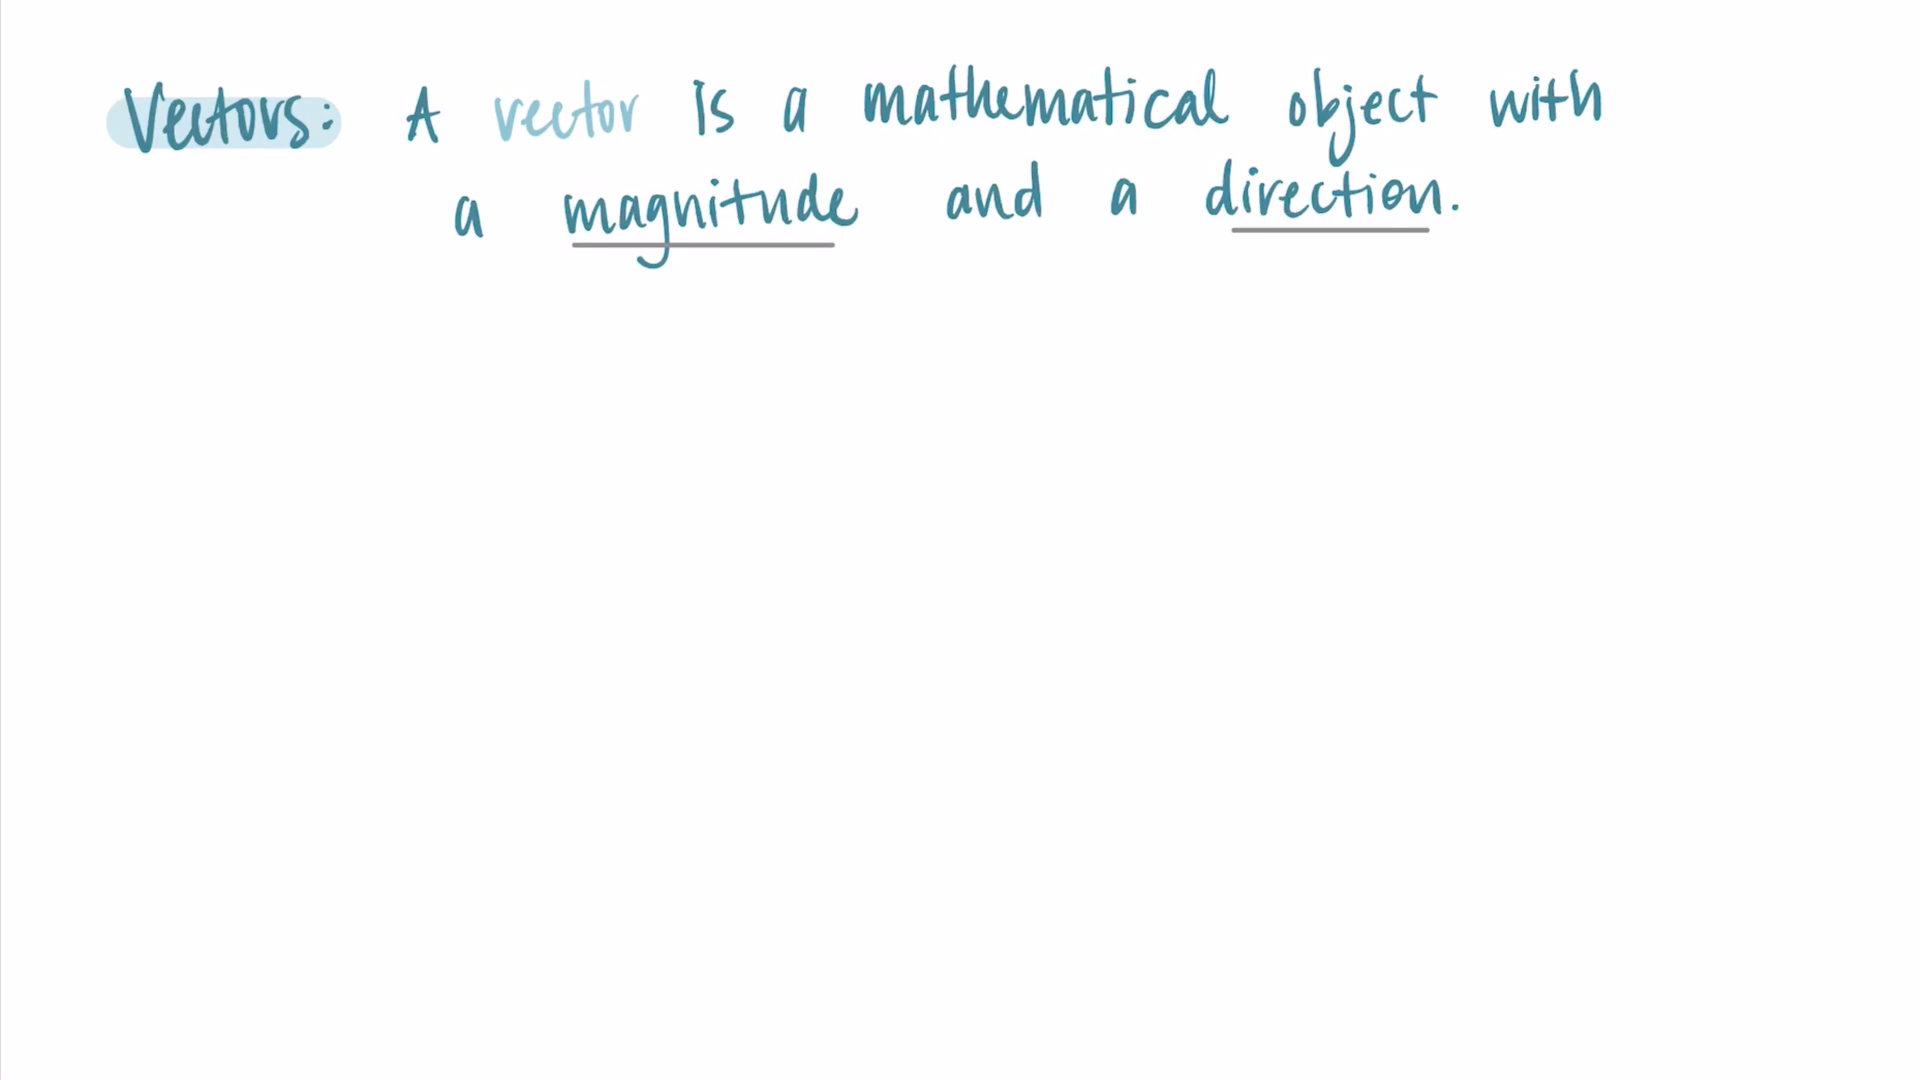 Vectors: A vector is a mathematical object with
a magnitude and a direction.